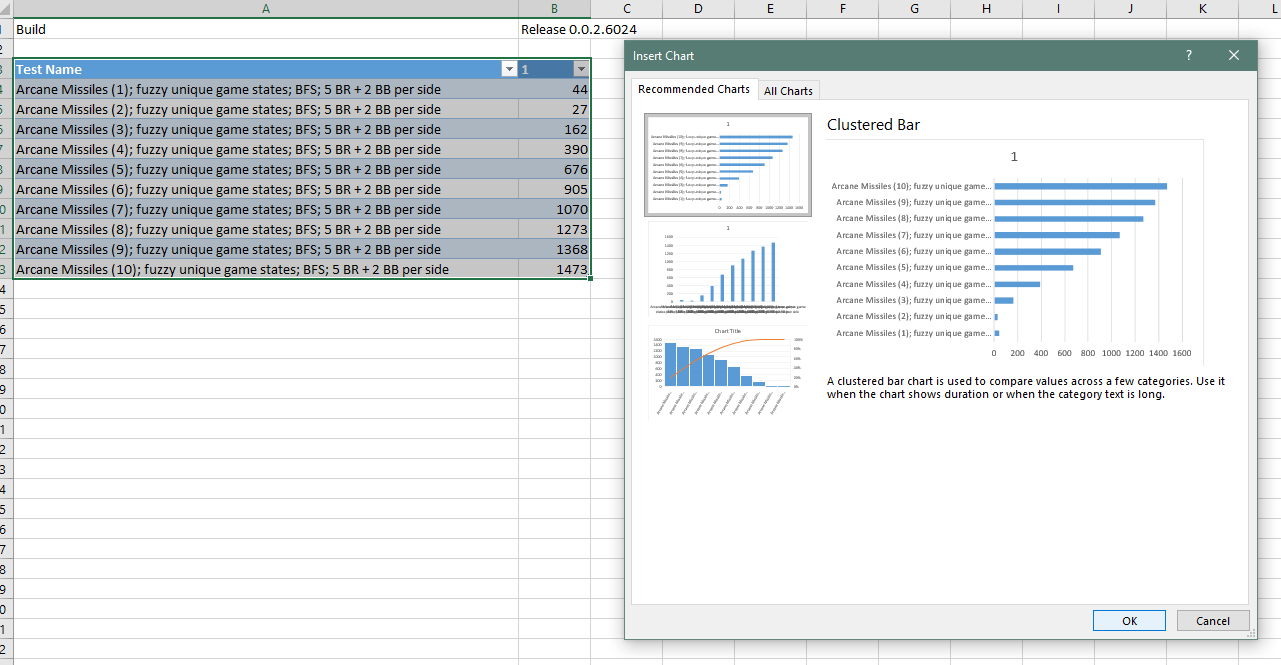 A B C D E F G H I J K L
Build Release 0.0.2.6024
Test Name 1
Arcane Missiles (1); fuzzy unique game states; BFS; 5 BR + 2 BB per side 44
Arcane Missiles (2); fuzzy unique game states; BFS; 5 BR + 2 BB per side 27
Arcane Missiles (3); fuzzy unique game states; BFS; 5 BR + 2 BB per side 162
Arcane Missiles (4); fuzzy unique game states; BFS; 5 BR + 2 BB per side 390
Arcane Missiles (5); fuzzy unique game states; BFS; 5 BR + 2 BB per side 676
Arcane Missiles (6); fuzzy unique game states; BFS; 5 BR + 2 BB per side 905
Arcane Missiles (7); fuzzy unique game states; BFS; 5 BR + 2 BB per side 1070
Arcane Missiles (8); fuzzy unique game states; BFS; 5 BR + 2 BB per side 1273
Arcane Missiles (9); fuzzy unique game states; BFS; 5 BR + 2 BB per side 1368
Arcane Missiles (10); fuzzy unique game states; BFS; 5 BR + 2 BB per side 1473
Insert Chart ?
Recommended Charts All Charts
1
1
Chart Title
Clustered Bar
1
Arcane Missiles (10); fuzzy unique game...
Arcane Missiles (9); fuzzy unique game...
Arcane Missiles (8); fuzzy unique game...
Arcane Missiles (7); fuzzy unique game...
Arcane Missiles (6); fuzzy unique game...
Arcane Missiles (5); fuzzy unique game...
Arcane Missiles (4); fuzzy unique game...
Arcane Missiles (3); fuzzy unique game...
Arcane Missiles (2); fuzzy unique game...
Arcane Missiles (1); fuzzy unique game...
0 200 400 600 800 1000 1200 1400 1600
A clustered bar chart is used to compare values across a few categories. Use it
when the chart shows duration or when the category text is long.
OK Cancel